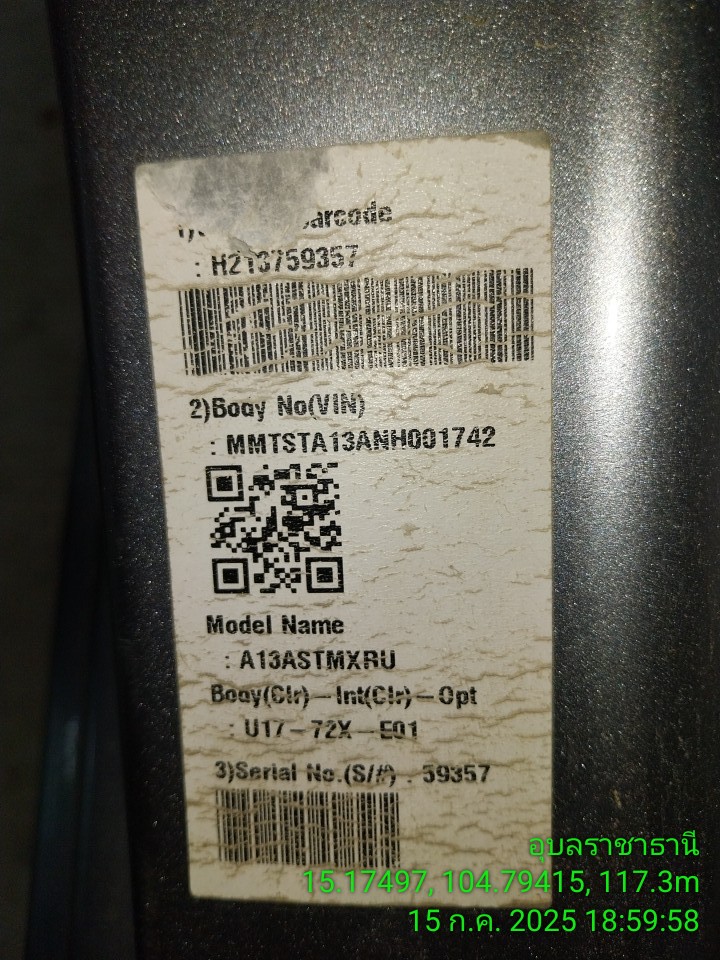 1) arcode
: H213759357
2)Body No(VIN)
: MMTSTA13ANH001742
Model Name
: A13ASTMXRU
Body(Clr)-Int(Clr)-Opt
: U17-72X-E01
3)Serial No.(S/#) : 59357
อุบลราชธานี
15.17497, 104.79415, 117.3m
15 ก.ค. 2025 18:59:58